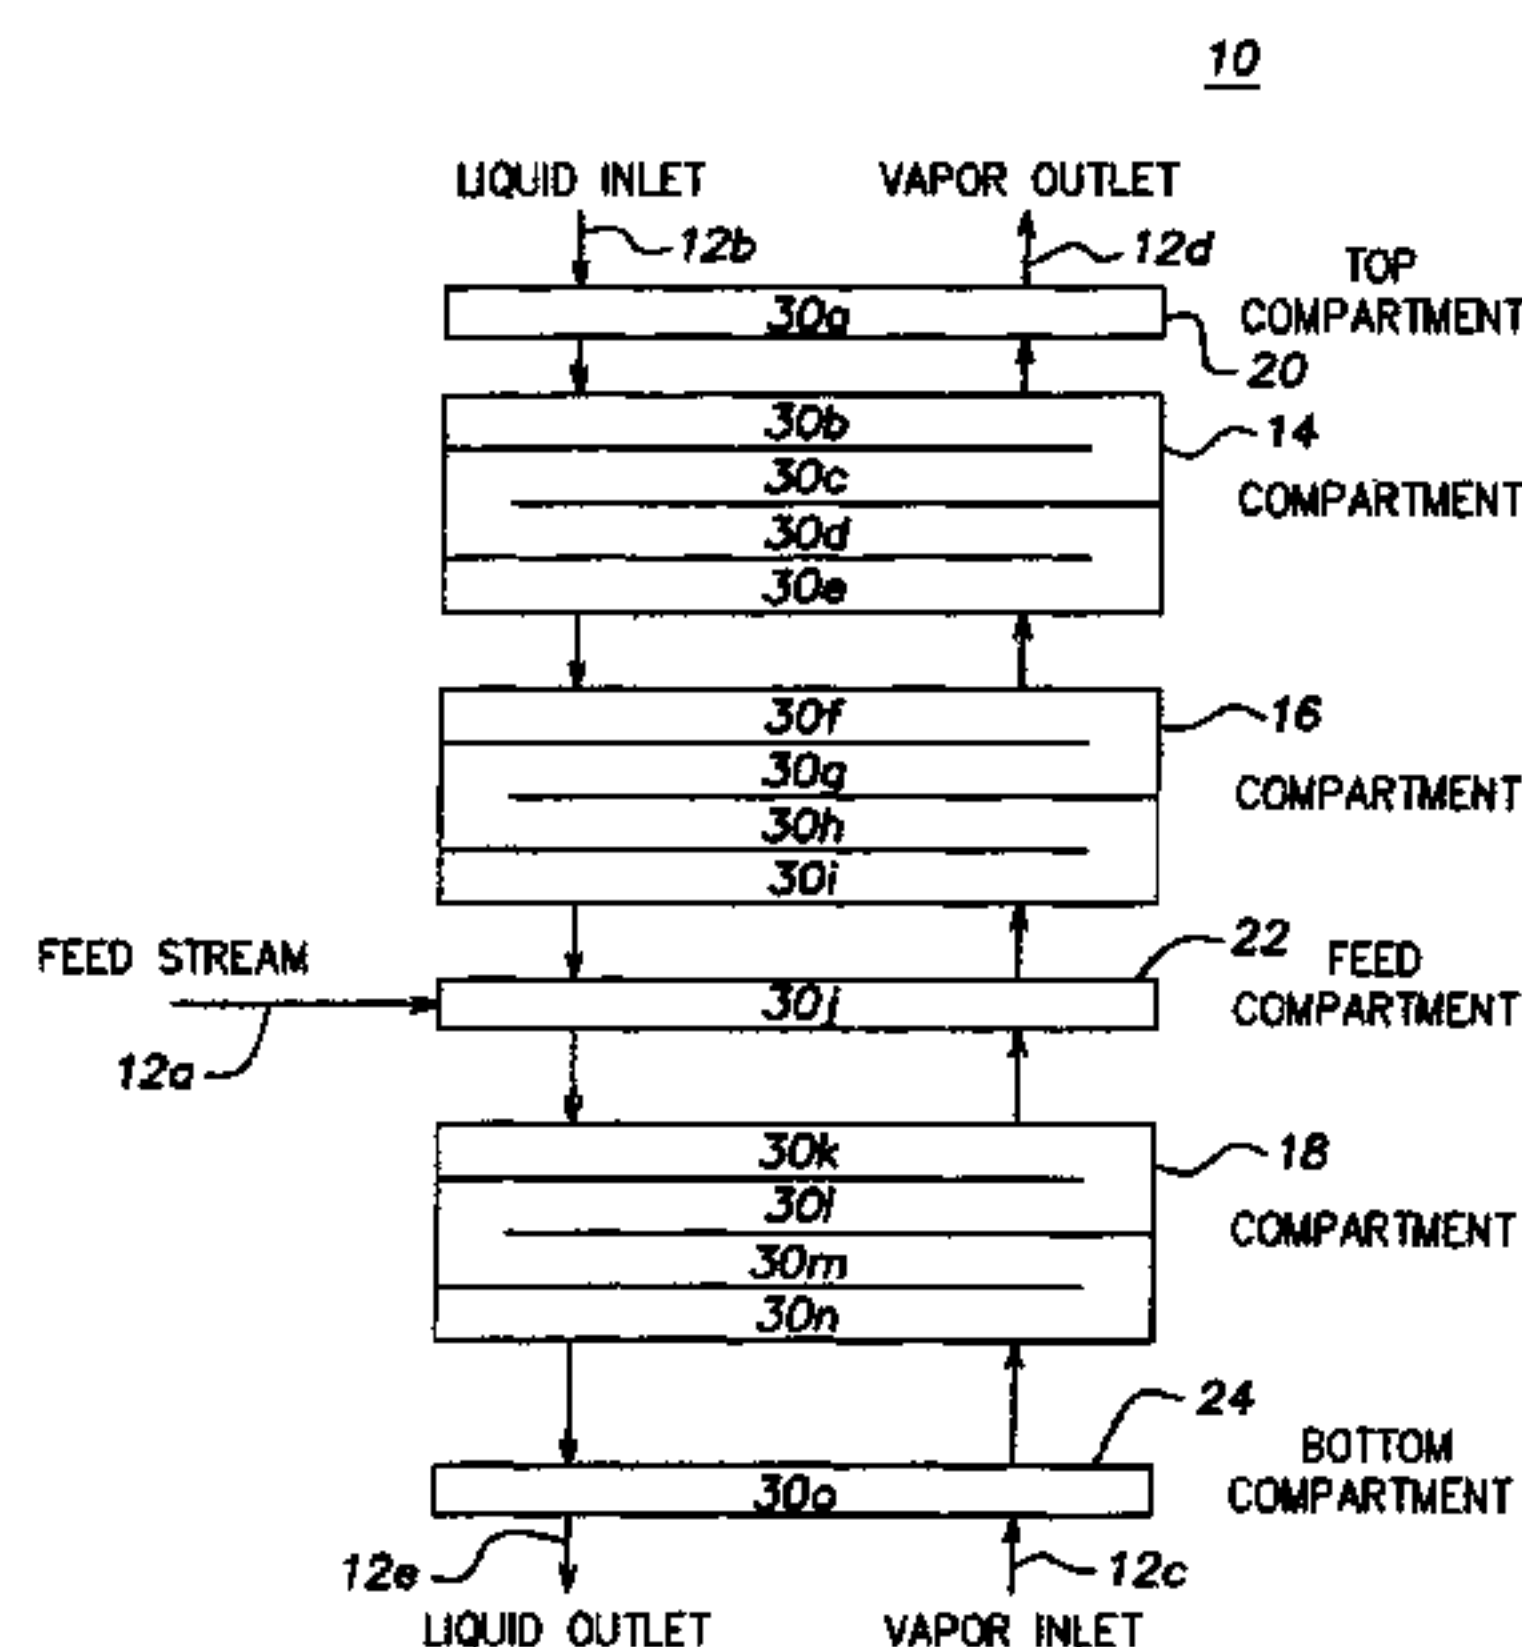 10
LIQUID INLET
VAPOR OUTLET
12b
12d
TOP
COMPARTMENT
30a
20
30b
14
30c
COMPARTMENT
30d
30e
30f
16
30g
COMPARTMENT
30h
30i
FEED STREAM
22
FEED
COMPARTMENT
30j
12a
30k
18
30l
COMPARTMENT
30m
30n
24
BOTTOM
COMPARTMENT
30o
12e
12c
LIQUID OUTLET
VAPOR INLET